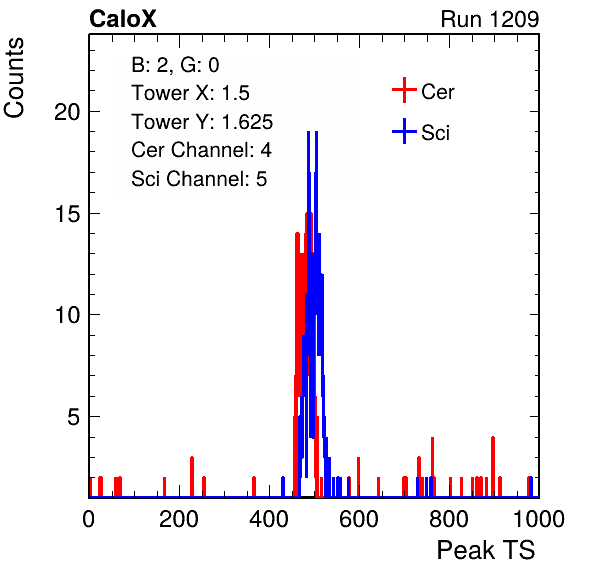 CaloX Run 1209
Counts
B: 2, G: 0
Tower X: 1.5
Tower Y: 1.625
Cer Channel: 4
Sci Channel: 5
Cer
Sci
20
15
10
5
0 200 400 600 800 1000
Peak TS